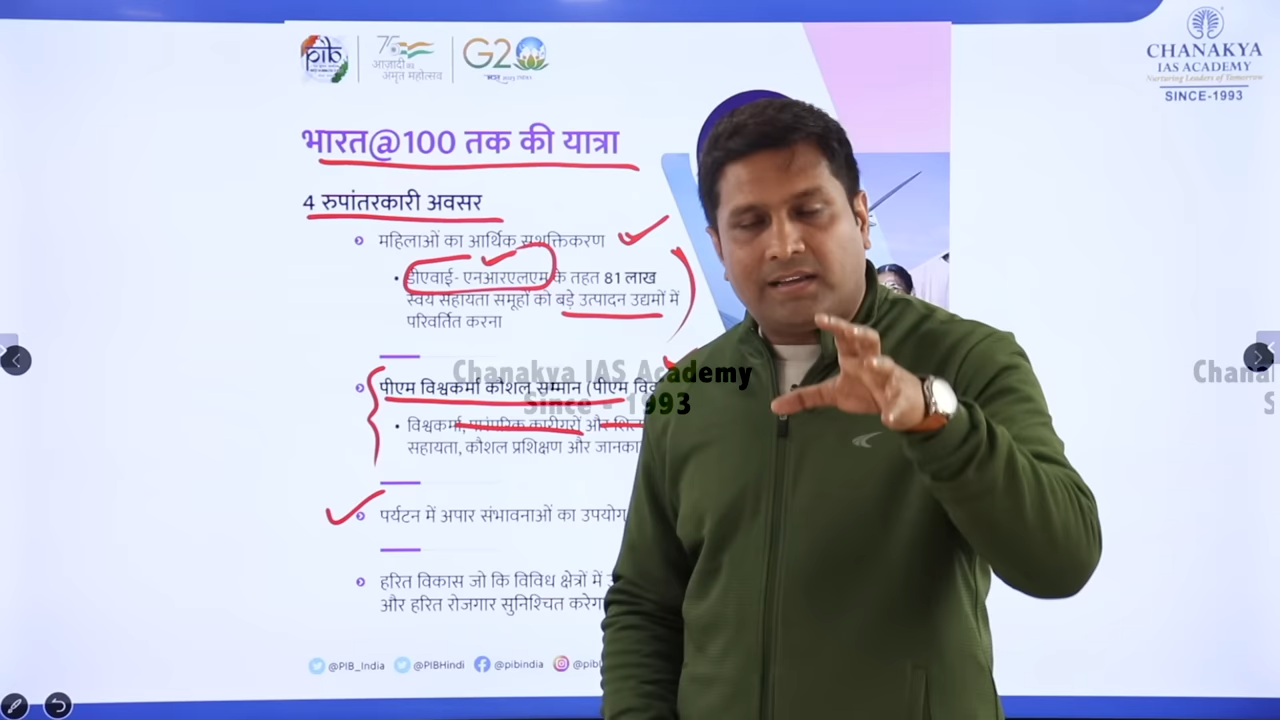 pib
75
आज़ादी का
अमृत महोत्सव
G20
CHANAKYA
IAS ACADEMY
Nurturing Leaders of Tomorrow
SINCE-1993
भारत@100 तक की यात्रा
4 रुपांतरकारी अवसर
महिलाओं का आर्थिक सशक्तिकरण
• डीएवाई- एनआरएलएम के तहत 81 लाख
स्वयं सहायता समूहों को बड़े उत्पादन उद्यमों में
परिवर्तित करना
पीएम विश्वकर्मा कौशल सम्मान (पीएम
• विश्वकर्मा, पारंपरिक कारीगरों और
सहायता, कौशल प्रशिक्षण और
पर्यटन में अपार संभावनाओं का उपयोग
हरित विकास जो कि विविध क्षेत्रों में
और हरित रोजगार सुनिश्चित
Chanakya IAS Academy
Since - 1993
@PIB_India
@PIBHindi
@pibindia